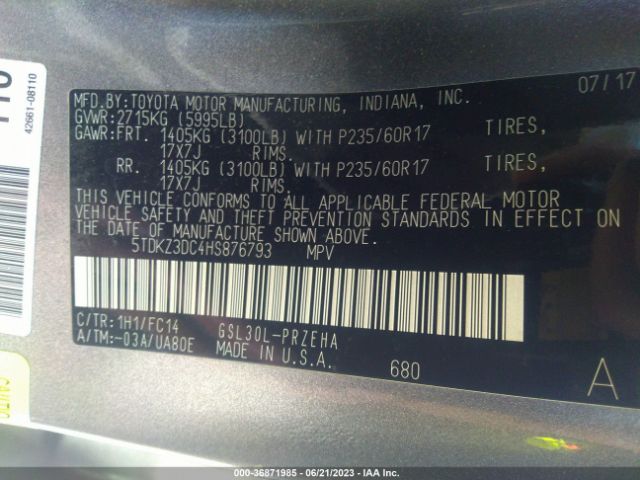 42661-08110
MFD.BY:TOYOTA MOTOR MANUFACTURING, INDIANA, INC. 07/17
GVWR:2715KG (5995LB)
GAWR:FRT. 1405KG (3100LB) WITH P235/60R17 TIRES,
17X7J RIMS.
RR. 1405KG (3100LB) WITH P235/60R17 TIRES,
17X7J RIMS.
THIS VEHICLE CONFORMS TO ALL APPLICABLE FEDERAL MOTOR
VEHICLE SAFETY AND THEFT PREVENTION STANDARDS IN EFFECT ON
THE DATE OF MANUFACTURE SHOWN ABOVE.
5TDKZ3DC4HS876793 MPV
C/TR:1H1/FC14 GSL30L-PRZEHA
A/TM:-03A/UA80E MADE IN U.S.A.
680 A
000-36871985 - 06/21/2023 - IAA Inc.